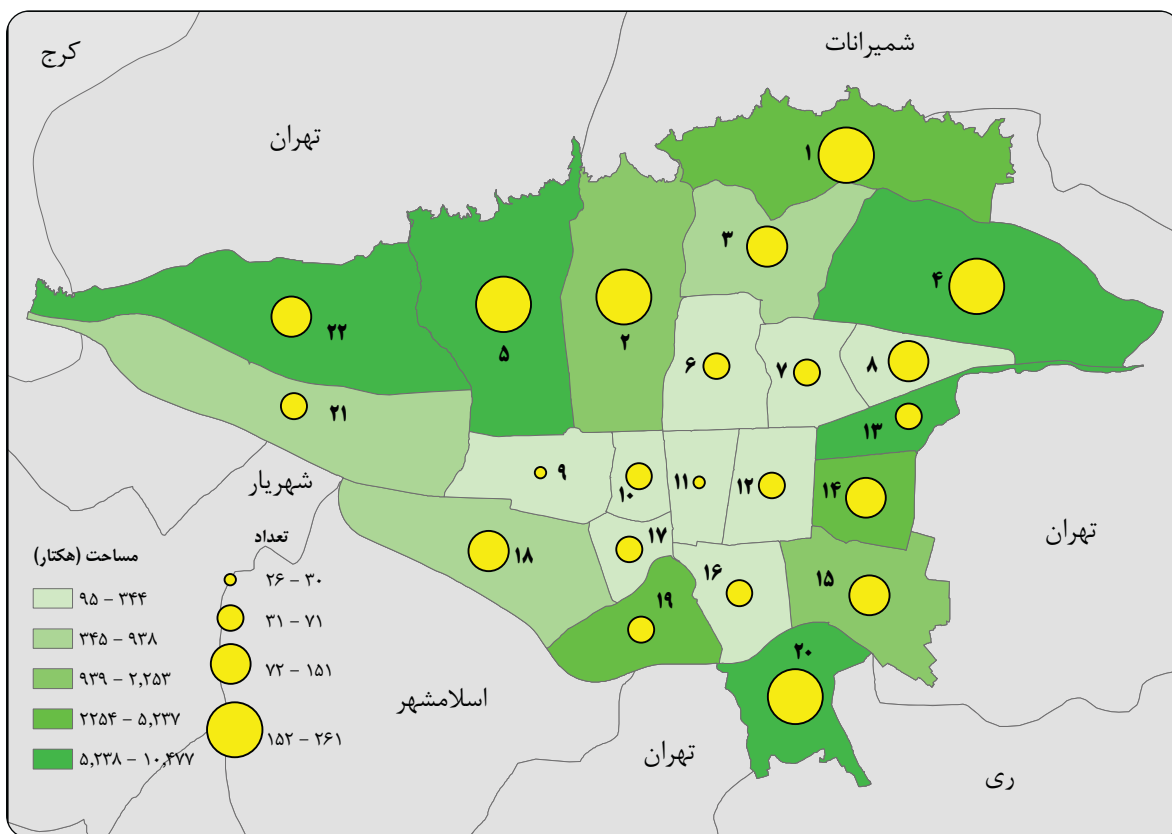 کرج
شمیرانات
تهران
۱
۳
۴
۲۲
۵
۲
۶
۷
۸
۲۱
۱۳
۹
۱۰
۱۱
۱۲
۱۴
شهریار
تهران
۱۸
۱۷
۱۶
۱۵
۱۹
۲۰
اسلامشهر
تهران
ری
مساحت (هکتار)
۹۵ – ۳۴۴
۳۴۵ – ۹۳۸
۹۳۹ – ۲,۲۵۳
۲۲۵۴ – ۵,۲۳۷
۵,۲۳۸ – ۱۰,۴۷۷
تعداد
۲۶ – ۳۰
۳۱ – ۷۱
۷۲ – ۱۵۱
۱۵۲ – ۲۶۱